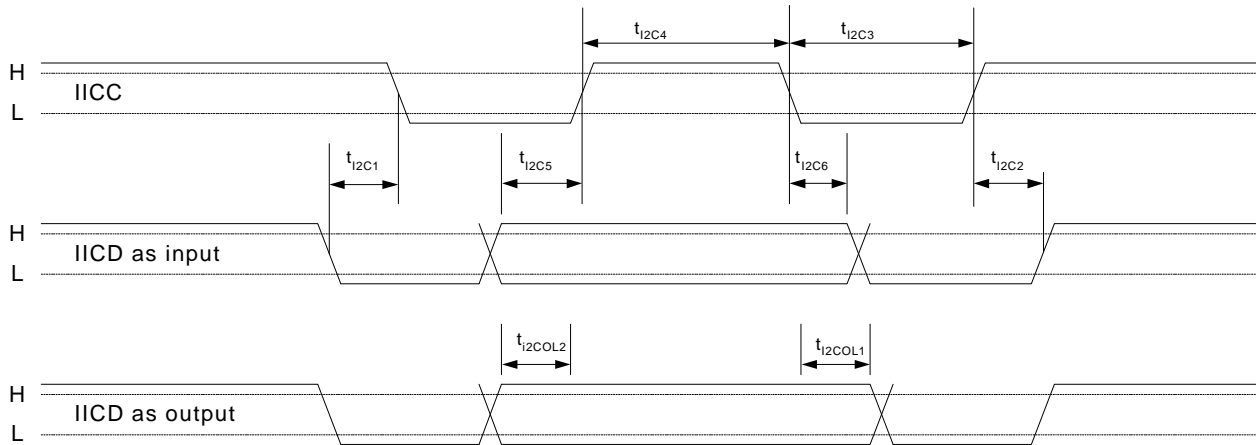 tI2C4
tI2C3
H
IICC
L
tI2C1
tI2C5
tI2C6
tI2C2
H
IICD as input
L
ti2COL2
tI2COL1
H
IICD as output
L